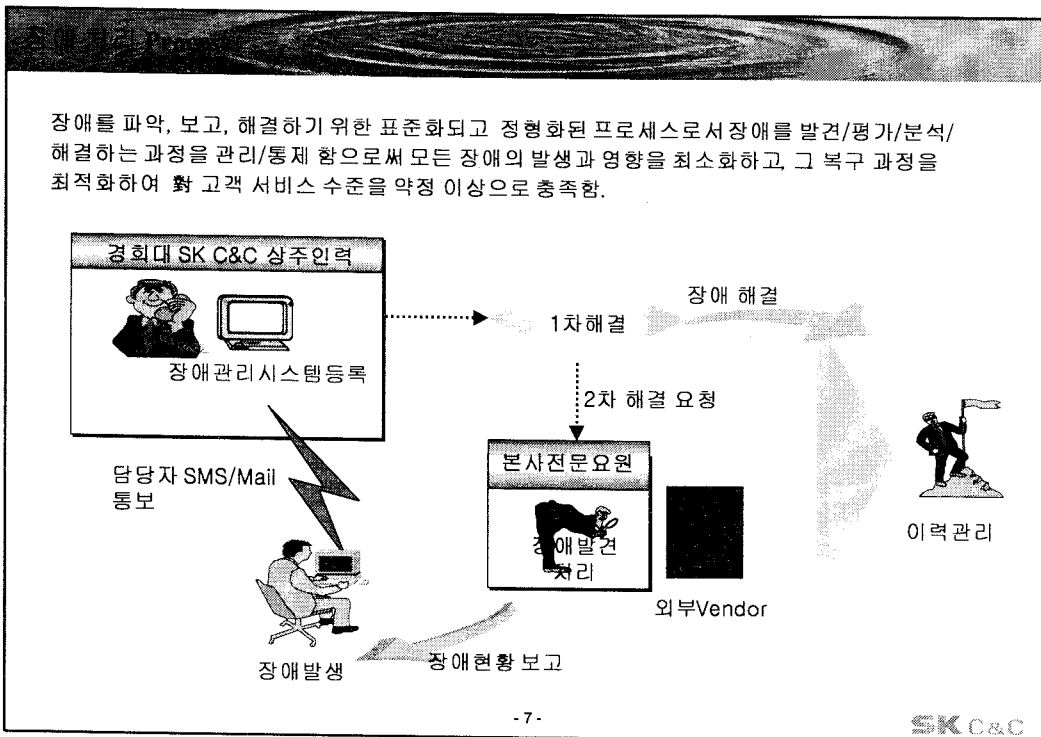 장애를 파악, 보고, 해결하기 위한 표준화되고 정형화된 프로세스로서 장애를 발견/평가/분석/
해결하는 과정을 관리/통제 함으로써 모든 장애의 발생과 영향을 최소화하고, 그 복구 과정을
최적화하여 對 고객 서비스 수준을 약정 이상으로 충족함.
경희대 SK C&C 상주인력
장애관리시스템등록
1차해결
장애 해결
2차 해결 요청
담당자 SMS/Mail
통보
본사전문요원
장애발견
처리
외부Vendor
이력관리
장애발생
장애현황 보고
- 7 -
SK C&C